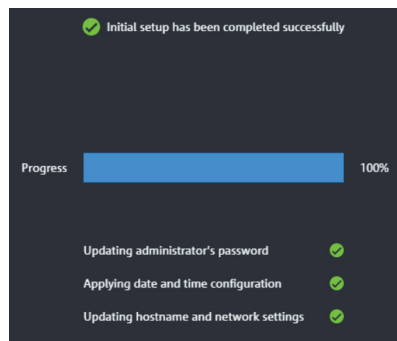 Initial setup has been completed successfully
Progress 100%
Updating administrator's password
Applying date and time configuration
Updating hostname and network settings